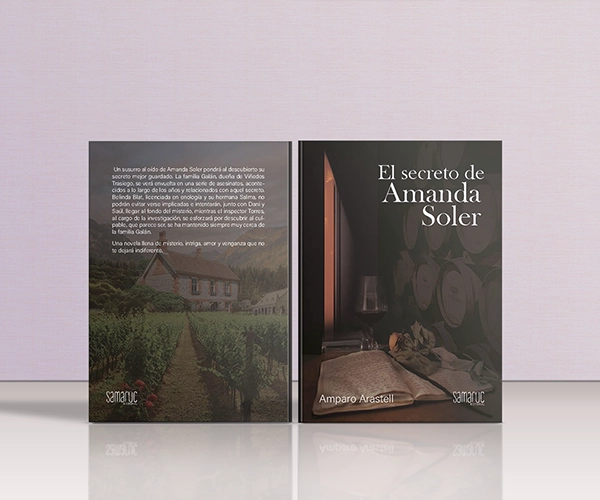 Un susurro al oído de Amanda Soler pondrá al descubierto su
secreto mejor guardado. La familia Galán, dueña de Viñedos
Trasiego, se verá envuelta en una serie de asesinatos, aconte-
cidos a lo largo de los años y relacionados con aquel secreto.
Belinda Blat, licenciada en enología y su hermana Salma, no
podrán evitar verse implicadas e intentarán, junto con Dani y
Saúl, llegar al fondo del misterio, mientras el inspector Torres,
al cargo de la investigación, se esforzará por descubrir al cul-
pable, que parece ser, se ha mantenido siempre muy cerca de
la familia Galán.
Una novela llena de misterio, intriga, amor y venganza que no
te dejará indiferente.
samaruc
El secreto de
Amanda
Soler
Amparo Arastell
samaruc